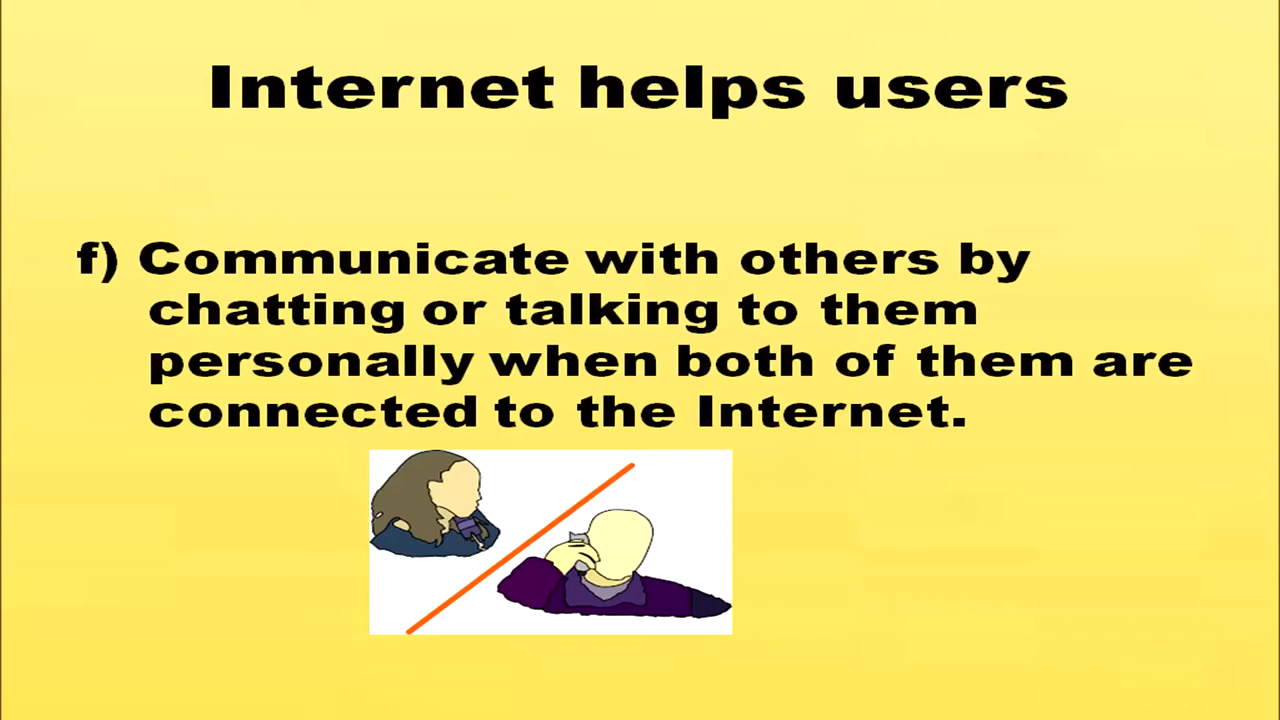 Internet helps users
f) Communicate with others by
chatting or talking to them
personally when both of them are
connected to the Internet.